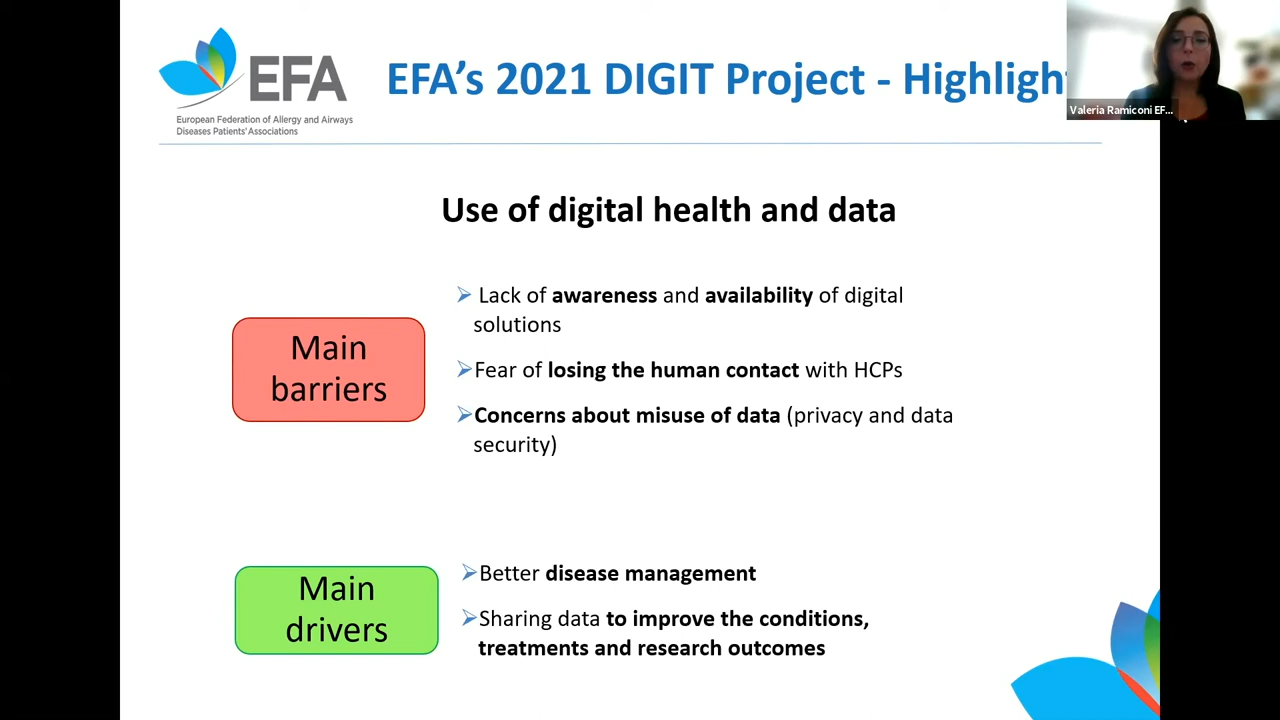 EFA
European Federation of Allergy and Airways
Diseases Patients' Associations
EFA's 2021 DIGIT Project - Highlight
Valeria Ramiconi EF...
Use of digital health and data
Main
barriers
Lack of awareness and availability of digital
solutions
Fear of losing the human contact with HCPs
Concerns about misuse of data (privacy and data
security)
Main
drivers
Better disease management
Sharing data to improve the conditions,
treatments and research outcomes